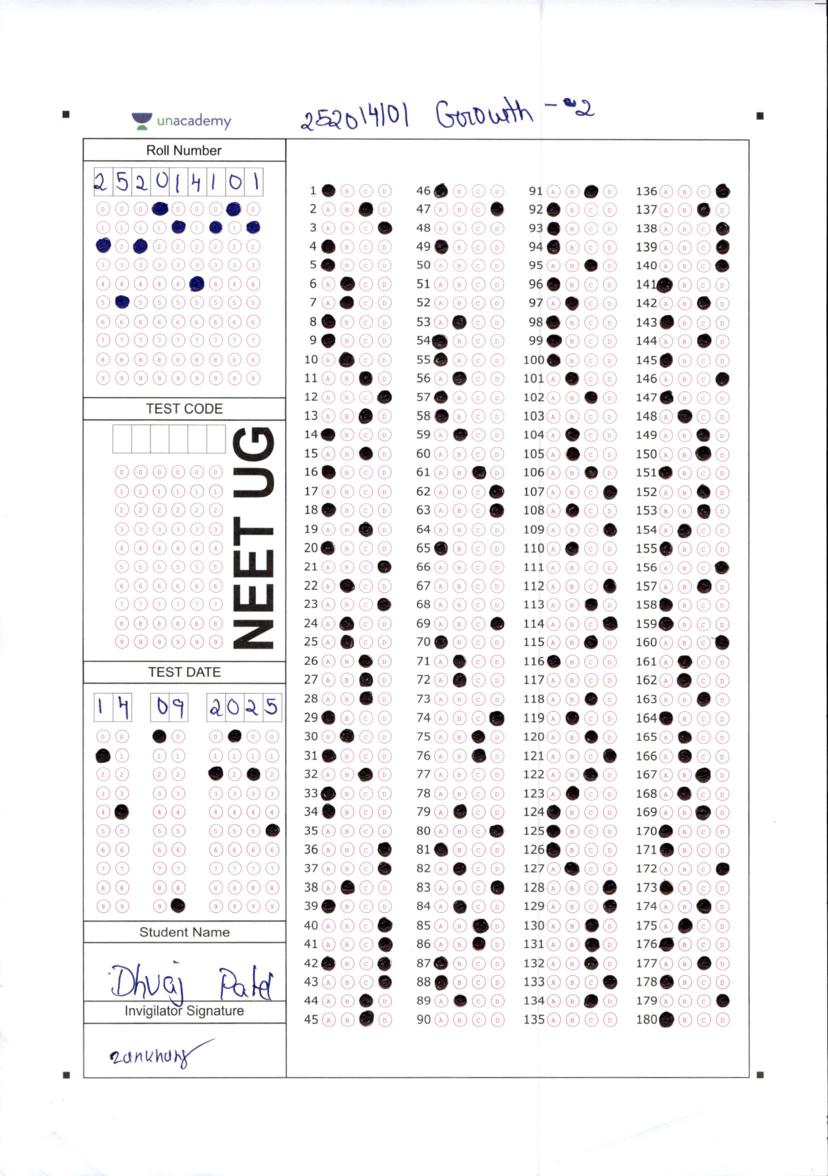 unacademy
252014101 Growth - 2
Roll Number
2 5 2 0 1 4 1 0 1
TEST CODE
NEET UG
TEST DATE
14 09 2025
Student Name
Dhvaj Patel
Invigilator Signature
1 B C D 46 B C D 91 A B D 136 A B C
2 A B D 47 A B C 92 B C D 137 A B D
3 A B C 48 A B C D 93 B C D 138 A B C
4 B C D 49 B C D 94 B C D 139 A B C
5 B C D 50 A B C D 95 A B D 140 A B C
6 A C D 51 A B C D 96 B C D 141 B C D
7 A C D 52 A B C D 97 A C D 142 A B D
8 B C D 53 A C D 98 B C D 143 B C D
9 B C D 54 B C D 99 B C D 144 A B D
10 A C D 55 B C D 100 B C D 145 B C D
11 A B D 56 A C D 101 A C D 146 A B C
12 A B C 57 B C D 102 A B D 147 B C D
13 A B D 58 B C D 103 A B C D 148 A C D
14 B C D 59 A C D 104 A C D 149 A B D
15 A B D 60 A B C D 105 A C D 150 A B D
16 B C D 61 A B D 106 A B D 151 B C D
17 A B C D 62 A B C 107 A B C 152 A B D
18 B C D 63 A B C 108 A C D 153 A B D
19 A B D 64 A B C D 109 A B C 154 A C D
20 B C D 65 B C D 110 A C D 155 B C D
21 A B C 66 A B C D 111 A B C D 156 A B C
22 A C D 67 A B C D 112 A B C 157 A B D
23 A B C 68 A B C D 113 A B D 158 B C D
24 A C D 69 A B C 114 A B C 159 B C D
25 A C D 70 B C D 115 A B D 160 A B C
26 A B D 71 A C D 116 B C D 161 A C D
27 A B D 72 A C D 117 A B C D 162 A C D
28 A B D 73 A B C D 118 A B D 163 A B D
29 B C D 74 A B C 119 A C D 164 B C D
30 A C D 75 A B D 120 A B D 165 A C D
31 B C D 76 A B D 121 A B C 166 A C D
32 A B D 77 A B C D 122 A B D 167 A B D
33 B C D 78 A B C D 123 A C D 168 A C D
34 B C D 79 A C D 124 B C D 169 A B D
35 A B C D 80 A B C 125 B C D 170 B C D
36 A B C 81 B C D 126 B C D 171 B C D
37 A B C 82 A C D 127 A C D 172 A B C
38 A C D 83 A B C 128 A B C 173 B C D
39 B C D 84 A C D 129 A B C 174 A B D
40 A B C 85 A B D 130 A B D 175 A C D
41 A B C 86 A B D 131 A B D 176 B C D
42 B C 87 B C D 132 A B D 177 A B D
43 A B C 88 B C D 133 A B C 178 B C D
44 A B D 89 A C D 134 A B D 179 A B C
45 A B D 90 A B C D 135 A B C D 180 B C D